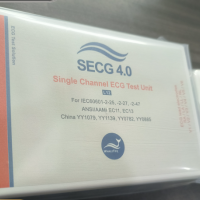 SECG 4.0
Single Channel ECG Test Unit
For IEC60601-2-25, -2-27, -2-47
ANSI/AAMI EC11, EC13
China YY1079, YY1139, YY0782, YY0885